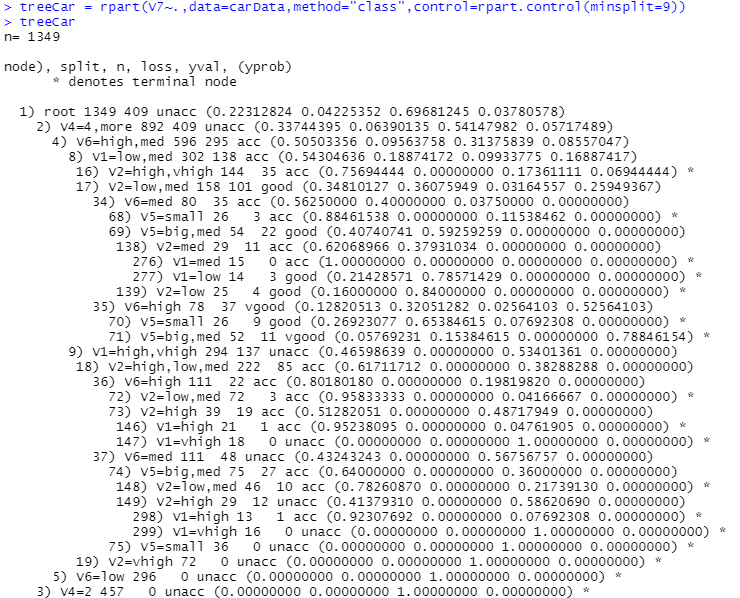 > treeCar = rpart(V7~.,data=carData,method="class",control=rpart.control(minsplit=9))
> treeCar
n= 1349

node), split, n, loss, yval, (yprob)
      * denotes terminal node

  1) root 1349 409 unacc (0.22312824 0.04225352 0.69681245 0.03780578)
    2) V4=4,more 892 409 unacc (0.33744395 0.06390135 0.54147982 0.05717489)
      4) V6=high,med 596 295 acc (0.50503356 0.09563758 0.31375839 0.08557047)
        8) V1=low,med 302 138 acc (0.54304636 0.18874172 0.09933775 0.16887417)
         16) V2=high,vhigh 144  35 acc (0.75694444 0.00000000 0.17361111 0.06944444) *
         17) V2=low,med 158 101 good (0.34810127 0.36075949 0.03164557 0.25949367)
           34) V6=med 80  35 acc (0.56250000 0.40000000 0.03750000 0.00000000)
             68) V5=small 26   3 acc (0.88461538 0.00000000 0.11538462 0.00000000) *
             69) V5=big,med 54  22 good (0.40740741 0.59259259 0.00000000 0.00000000)
              138) V2=med 29  11 acc (0.62068966 0.37931034 0.00000000 0.00000000)
                276) V1=med 15   0 acc (1.00000000 0.00000000 0.00000000 0.00000000) *
                277) V1=low 14   3 good (0.21428571 0.78571429 0.00000000 0.00000000) *
              139) V2=low 25   4 good (0.16000000 0.84000000 0.00000000 0.00000000) *
           35) V6=high 78  37 vgood (0.12820513 0.32051282 0.02564103 0.52564103)
             70) V5=small 26   9 good (0.26923077 0.65384615 0.07692308 0.00000000) *
             71) V5=big,med 52  11 vgood (0.05769231 0.15384615 0.00000000 0.78846154) *
        9) V1=high,vhigh 294 137 unacc (0.46598639 0.00000000 0.53401361 0.00000000)
         18) V2=high,low,med 222  85 acc (0.61711712 0.00000000 0.38288288 0.00000000)
           36) V6=high 111  22 acc (0.80180180 0.00000000 0.19819820 0.00000000)
             72) V2=low,med 72   3 acc (0.95833333 0.00000000 0.04166667 0.00000000) *
             73) V2=high 39  19 acc (0.51282051 0.00000000 0.48717949 0.00000000)
              146) V1=high 21   1 acc (0.95238095 0.00000000 0.04761905 0.00000000) *
              147) V1=vhigh 18   0 unacc (0.00000000 0.00000000 1.00000000 0.00000000) *
           37) V6=med 111  48 unacc (0.43243243 0.00000000 0.56756757 0.00000000)
             74) V5=big,med 75  27 acc (0.64000000 0.00000000 0.36000000 0.00000000)
              148) V2=low,med 46  10 acc (0.78260870 0.00000000 0.21739130 0.00000000) *
              149) V2=high 29  12 unacc (0.41379310 0.00000000 0.58620690 0.00000000)
                298) V1=high 13   1 acc (0.92307692 0.00000000 0.07692308 0.00000000) *
                299) V1=vhigh 16   0 unacc (0.00000000 0.00000000 1.00000000 0.00000000) *
             75) V5=small 36   0 unacc (0.00000000 0.00000000 1.00000000 0.00000000) *
         19) V2=vhigh 72   0 unacc (0.00000000 0.00000000 1.00000000 0.00000000) *
      5) V6=low 296   0 unacc (0.00000000 0.00000000 1.00000000 0.00000000) *
    3) V4=2 457   0 unacc (0.00000000 0.00000000 1.00000000 0.00000000) *